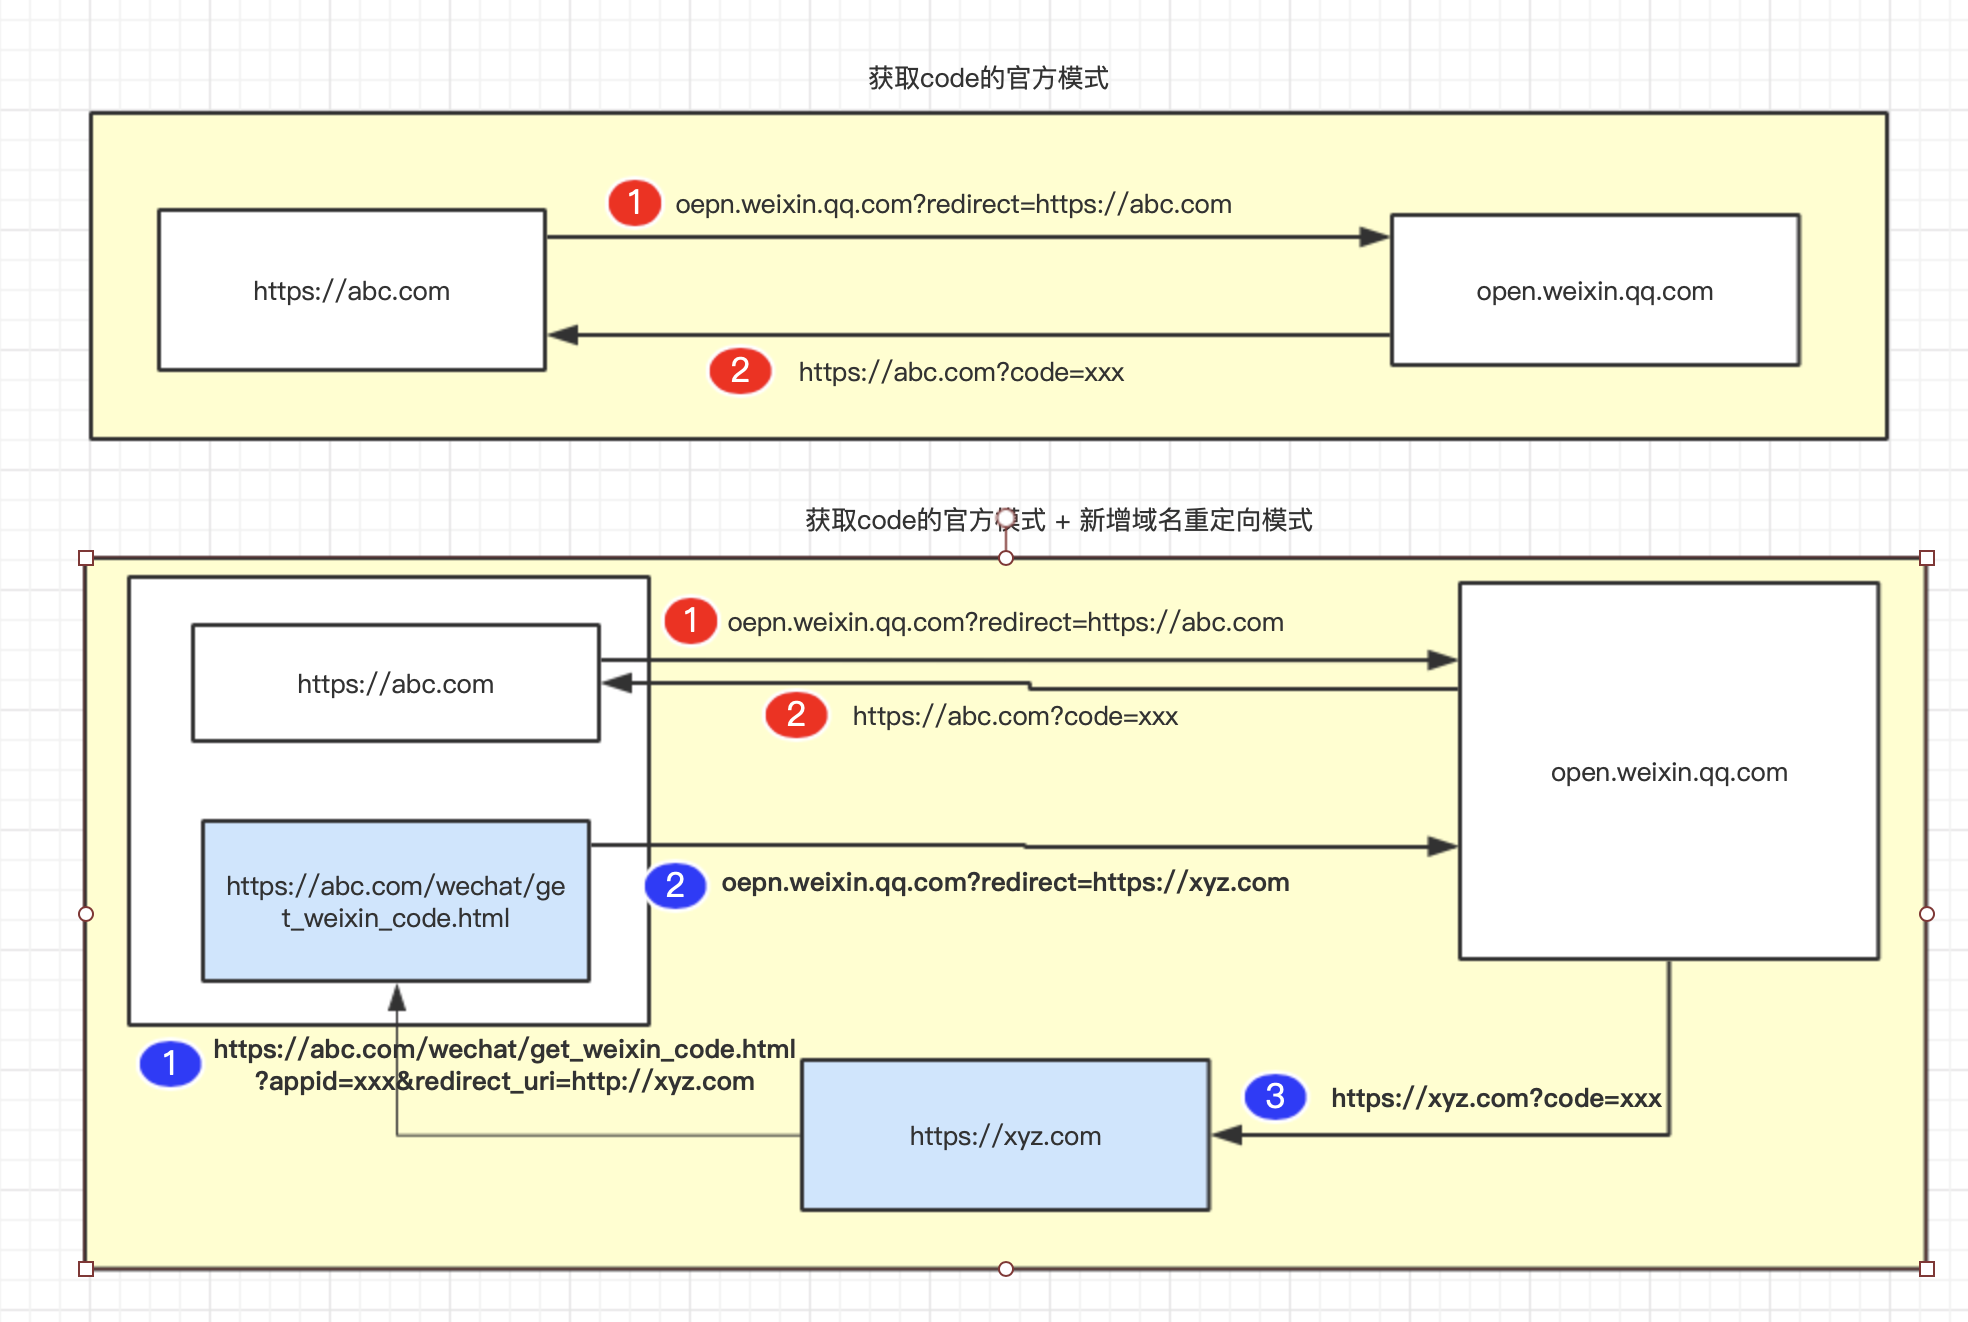 获取code的官方模式
1
oepn.weixin.qq.com?redirect=https://abc.com
https://abc.com
open.weixin.qq.com
2
https://abc.com?code=xxx
获取code的官方模式 + 新增域名重定向模式
1
oepn.weixin.qq.com?redirect=https://abc.com
https://abc.com
2
https://abc.com?code=xxx
open.weixin.qq.com
https://abc.com/wechat/ge
t_weixin_code.html
2
oepn.weixin.qq.com?redirect=https://xyz.com
1
https://abc.com/wechat/get_weixin_code.html
?appid=xxx&redirect_uri=http://xyz.com
3
https://xyz.com?code=xxx
https://xyz.com